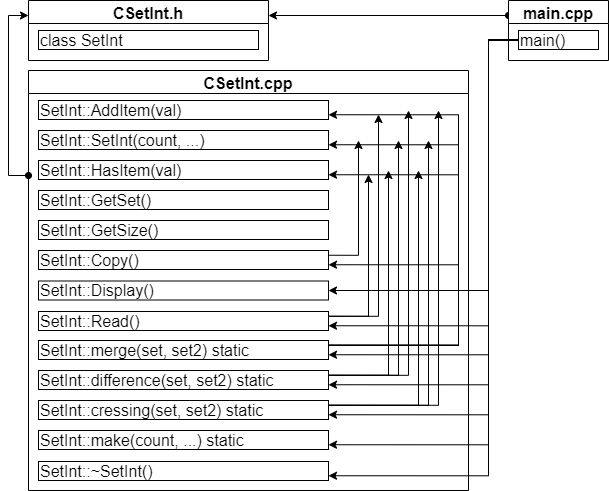 CSetInt.h
class SetInt
main.cpp
main()
CSetInt.cpp
SetInt::AddItem(val)
SetInt::SetInt(count, ...)
SetInt::HasItem(val)
SetInt::GetSet()
SetInt::GetSize()
SetInt::Copy()
SetInt::Display()
SetInt::Read()
SetInt::merge(set, set2) static
SetInt::difference(set, set2) static
SetInt::cressing(set, set2) static
SetInt::make(count, ...) static
SetInt::~SetInt()